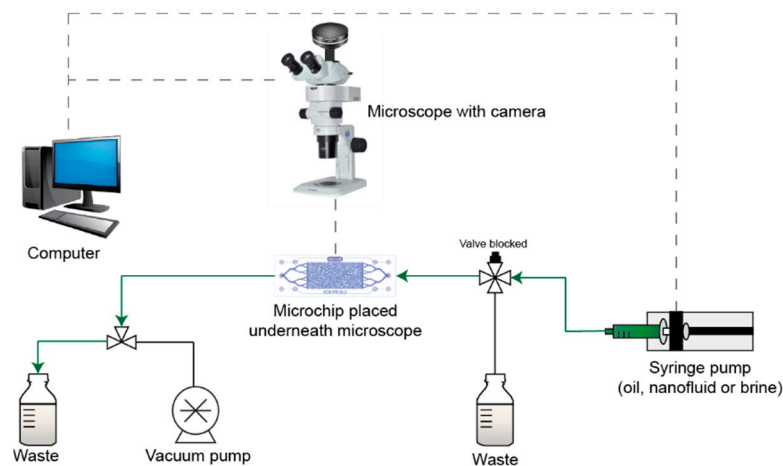 Microscope with camera
Computer
Valve blocked
Microchip placed
underneath microscope
Syringe pump
(oil, nanofluid or brine)
Waste
Vacuum pump
Waste